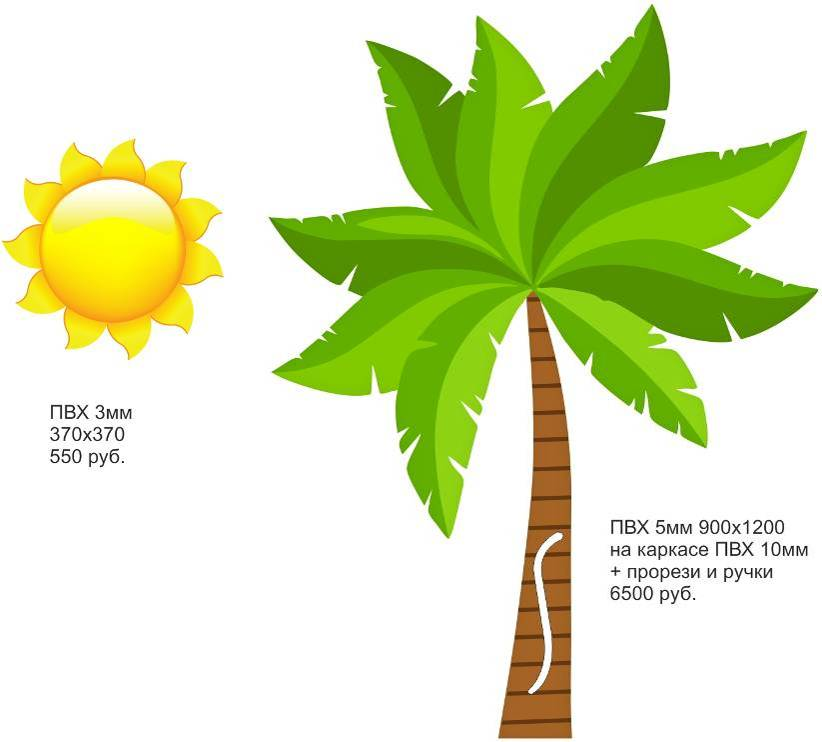 ПВХ 3мм
370х370
550 руб.
ПВХ 5мм 900х1200
на каркасе ПВХ 10мм
+ прорези и ручки
6500 руб.